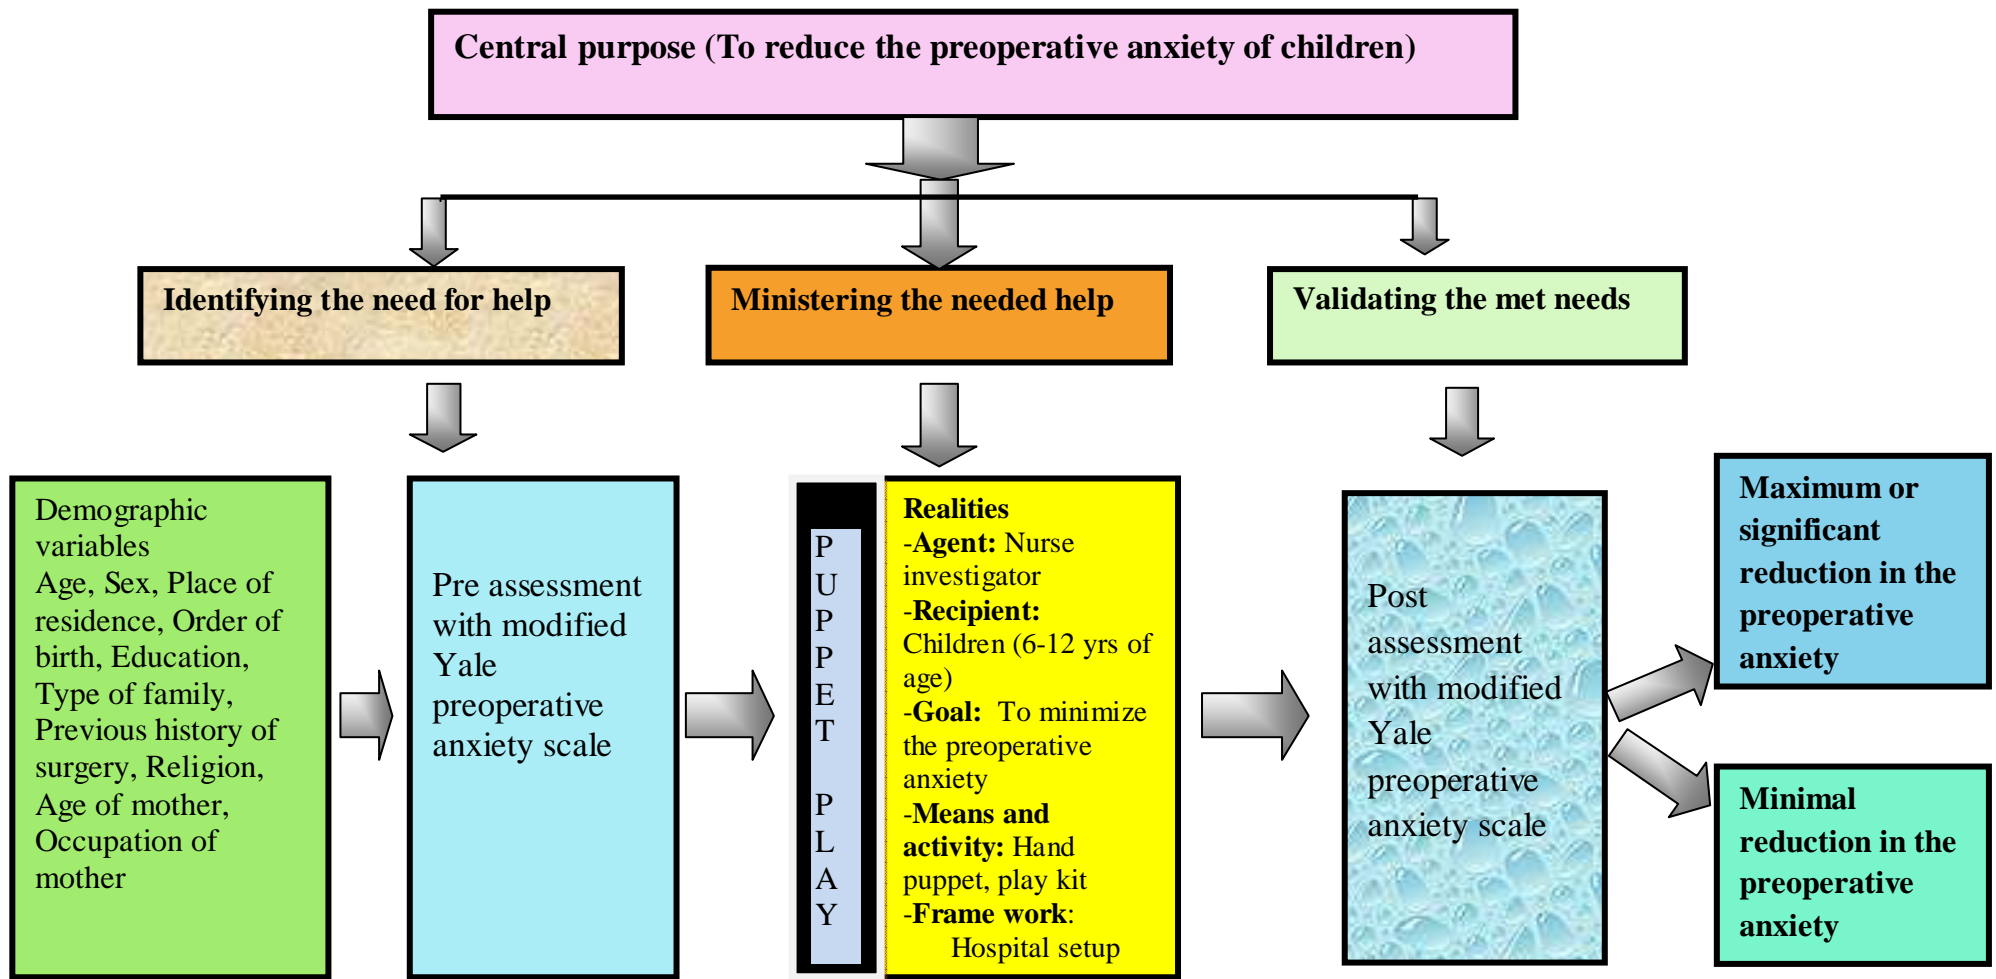 Central purpose (To reduce the preoperative anxiety of children)
Identifying the need for help
Ministering the needed help
Validating the met needs
Demographic
variables
Age, Sex, Place of
residence, Order of
birth, Education,
Type of family,
Previous history of
surgery, Religion,
Age of mother,
Occupation of
mother
Pre assessment
with modified
Yale
preoperative
anxiety scale
P
U
P
P
E
T
P
L
A
Y
Realities
-Agent: Nurse
investigator
-Recipient:
Children (6-12 yrs of
age)
-Goal: To minimize
the preoperative
anxiety
-Means and
activity: Hand
puppet, play kit
-Frame work:
Hospital setup
Post
assessment
with modified
Yale
preoperative
anxiety scale
Maximum or
significant
reduction in the
preoperative
anxiety
Minimal
reduction in the
preoperative
anxiety